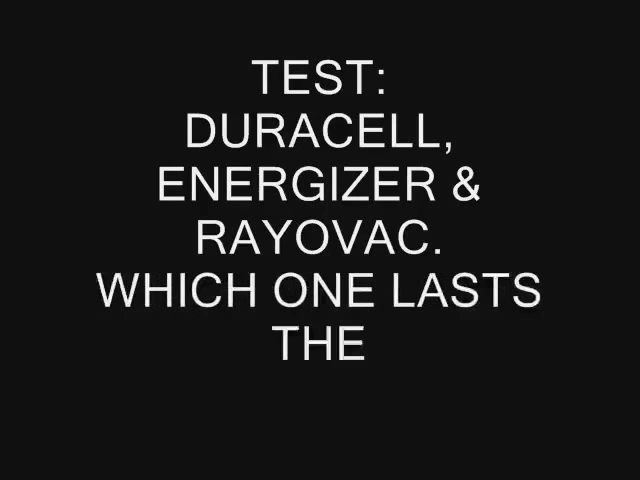 TEST:
DURACELL,
ENERGIZER &
RAYOVAC.
WHICH ONE LASTS
THE